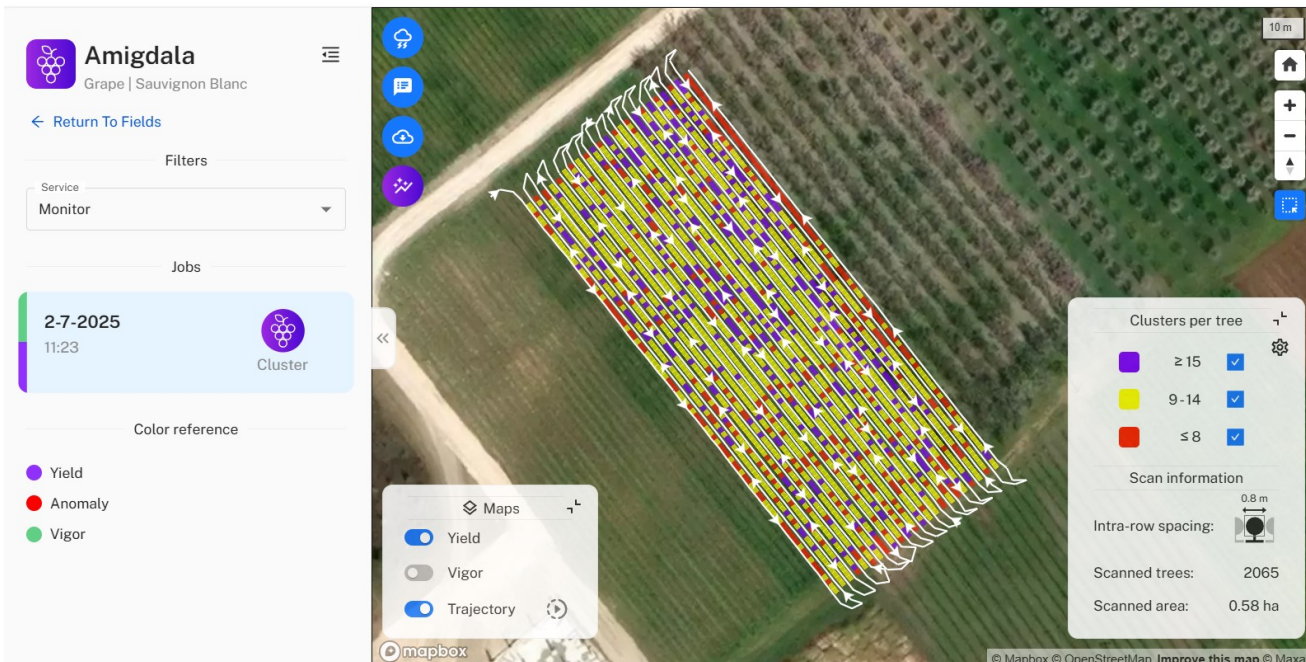 Amigdala
Grape | Sauvignon Blanc
Return To Fields
Filters
Service
Monitor
Jobs
2-7-2025
11:23
Cluster
Color reference
Yield
Anomaly
Vigor
10 m
Maps
Yield
Vigor
Trajectory
mapbox
Clusters per tree
≥ 15
9-14
≤ 8
Scan information
0.8 m
Intra-row spacing:
Scanned trees: 2065
Scanned area: 0.58 ha
© Mapbox © OpenStreetMap Improve this map © Maxa